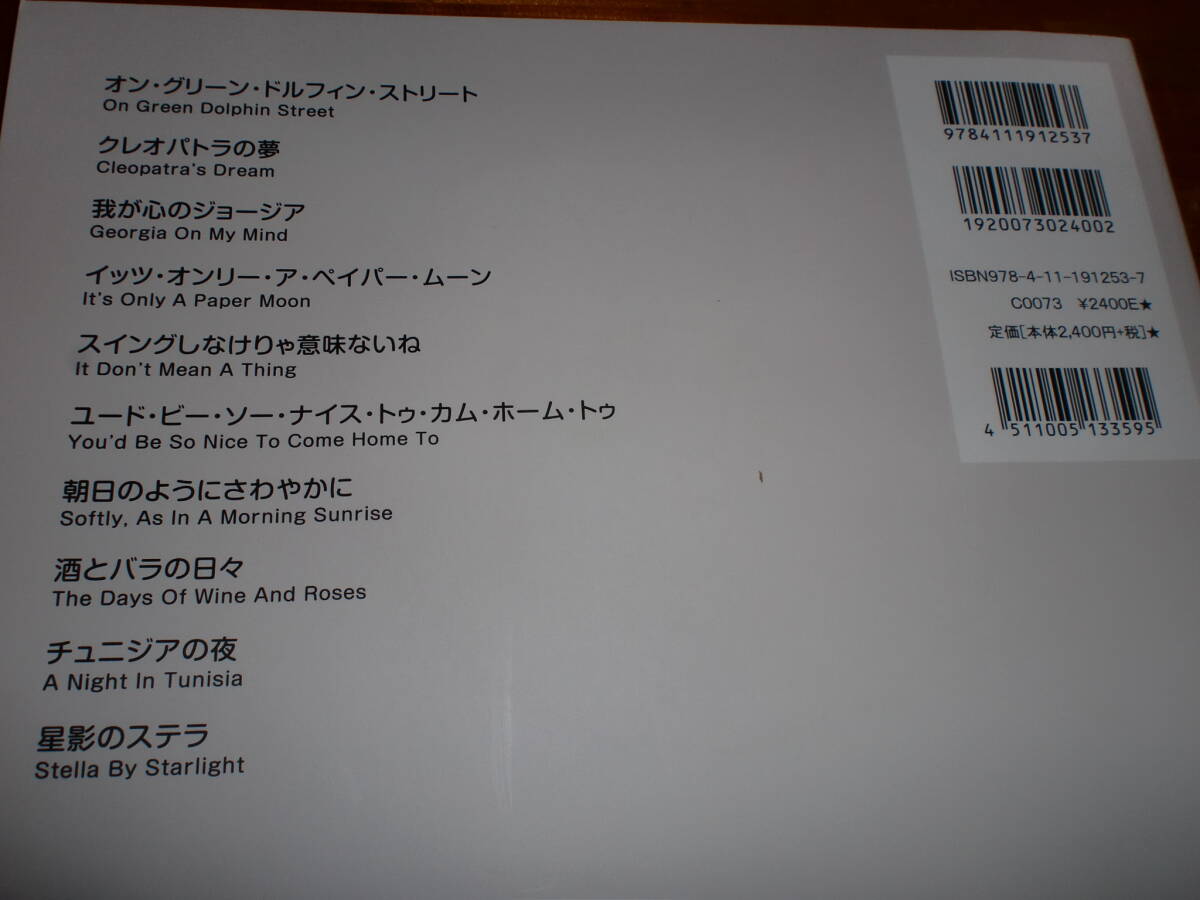 オン・グリーン・ドルフィン・ストリート
On Green Dolphin Street
クレオパトラの夢
Cleopatra's Dream
我が心のジョージア
Georgia On My Mind
イッツ・オンリー・ア・ペイパー・ムーン
It's Only A Paper Moon
スイングしなけりゃ意味ないね
It Don't Mean A Thing
ユード・ビー・ソー・ナイス・トゥ・カム・ホーム・トゥ
You'd Be So Nice To Come Home To
朝日のようにさわやかに
Softly, As In A Morning Sunrise
酒とバラの日々
The Days Of Wine And Roses
チュニジアの夜
A Night In Tunisia
星影のステラ
Stella By Starlight
9784111912537
1920073024002
ISBN978-4-11-191253-7
C0073 ¥2400E★
定価[本体2,400円+税]★
4 511005 133595